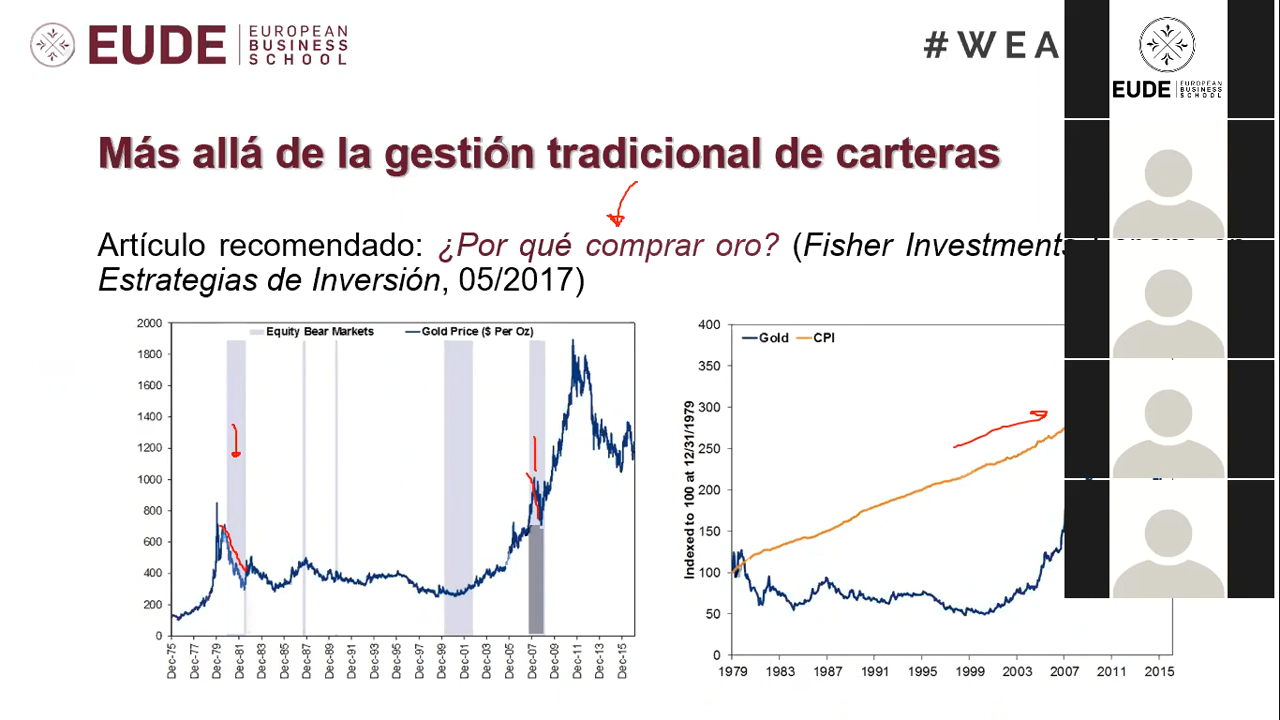 EUDE EUROPEAN BUSINESS SCHOOL
#WEA
EUDE EUROPEAN BUSINESS SCHOOL
Más allá de la gestión tradicional de carteras
Artículo recomendado: ¿Por qué comprar oro? (Fisher Investments
Estrategias de Inversión, 05/2017)
Equity Bear Markets Gold Price ($ Per Oz)
2000
1800
1600
1400
1200
1000
800
600
400
200
0
Dec-75 Dec-77 Dec-79 Dec-81 Dec-83 Dec-85 Dec-87 Dec-89 Dec-91 Dec-93 Dec-95 Dec-97 Dec-99 Dec-01 Dec-03 Dec-05 Dec-07 Dec-09 Dec-11 Dec-13 Dec-15
Gold CPI
Indexed to 100 at 12/31/1979
400
350
300
250
200
150
100
50
0
1979 1983 1987 1991 1995 1999 2003 2007 2011 2015